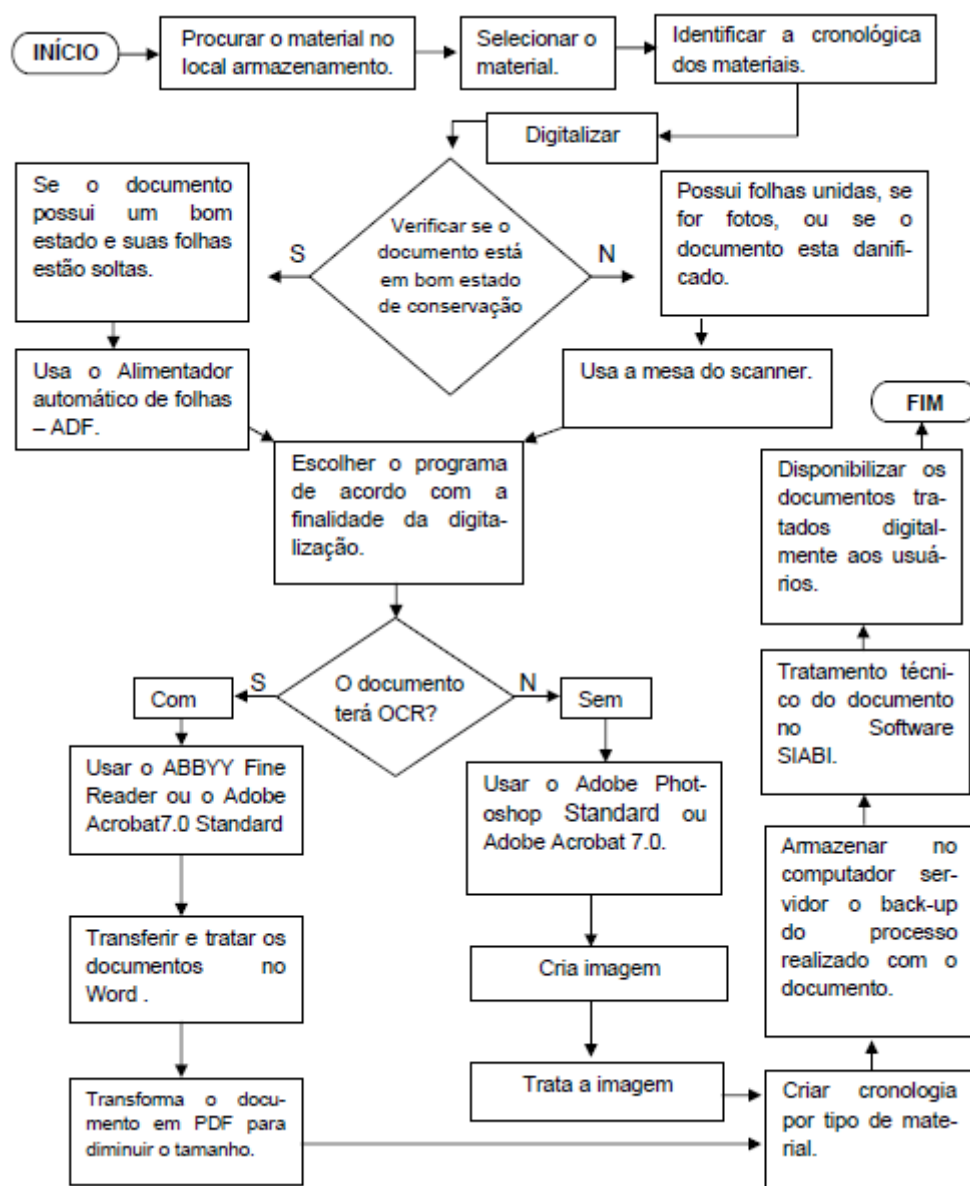 INÍCIO
Procurar o material no
local armazenamento.
Selecionar o
material.
Identificar a cronológica
dos materiais.
Digitalizar
Se o documento
possui um bom
estado e suas folhas
estão soltas.
S
Verificar se o
documento está
em bom estado
de conservação
N
Possui folhas unidas, se
for fotos, ou se o
documento esta danifi-
cado.
Usa o Alimentador
automático de folhas
– ADF.
Usa a mesa do scanner.
Escolher o programa
de acordo com a
finalidade da digita-
lização.
Com
S
O documento
terá OCR?
N
Sem
Usar o ABBYY Fine
Reader ou o Adobe
Acrobat7.0 Standard
Usar o Adobe Phot-
oshop Standard ou
Adobe Acrobat 7.0.
Transferir e tratar os
documentos no
Word .
Cria imagem
Transforma o docu-
mento em PDF para
diminuir o tamanho.
Trata a imagem
Criar cronologia
por tipo de mate-
rial.
Armazenar no
computador ser-
vidor o back-up
do processo
realizado com o
documento.
Tratamento técni-
co do documento
no Software
SIABI.
Disponibilizar os
documentos tra-
tados digital-
mente aos usuá-
rios.
FIM